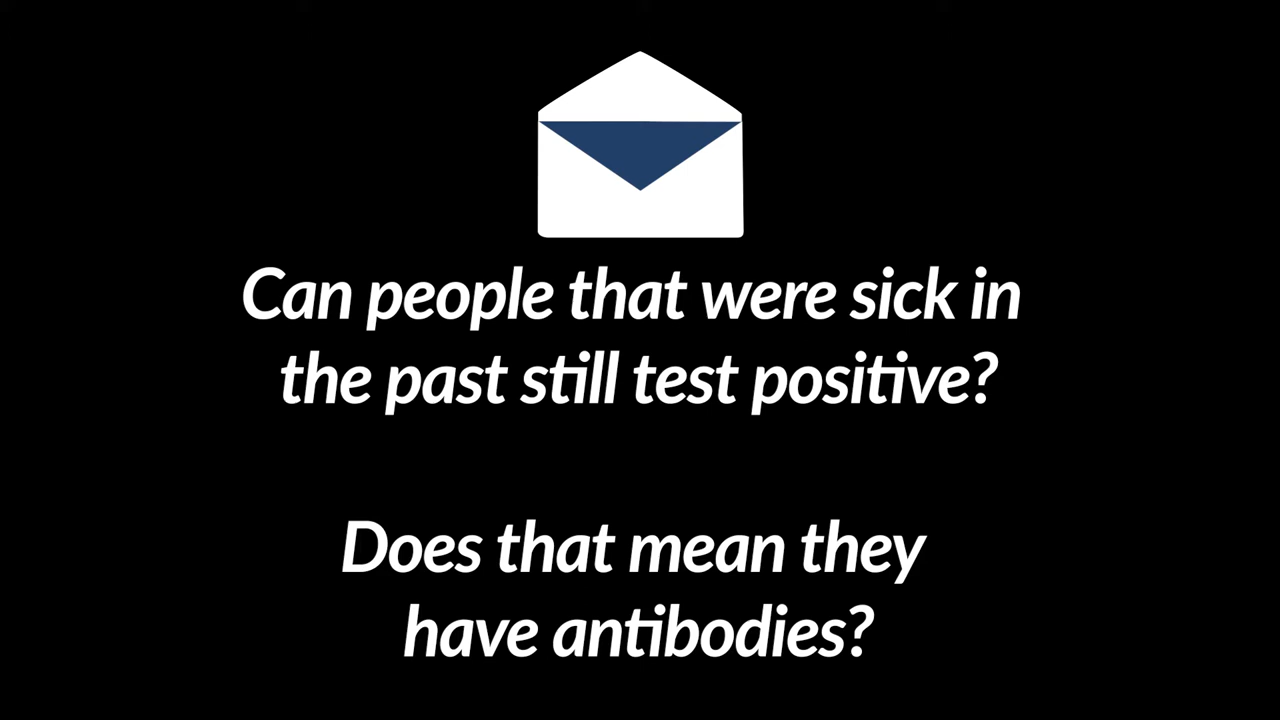 Can people that were sick in
the past still test positive?
Does that mean they
have antibodies?